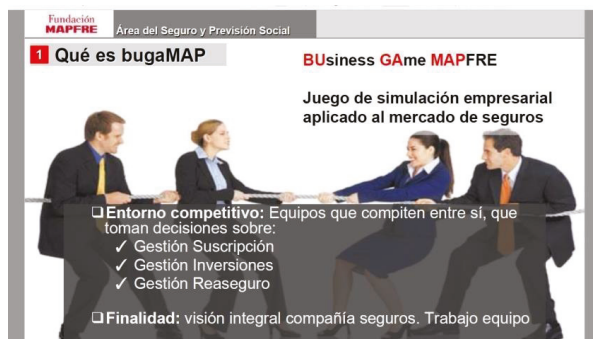 Fundación
MAPFRE
Área del Seguro y Previsión Social
1 Qué es bugaMAP
BUsiness GAme MAPFRE
Juego de simulación empresarial
aplicado al mercado de seguros
❑Entorno competitivo: Equipos que compiten entre sí, que
toman decisiones sobre:
✓ Gestión Suscripción
✓ Gestión Inversiones
✓ Gestión Reaseguro
❑Finalidad: visión integral compañía seguros. Trabajo equipo